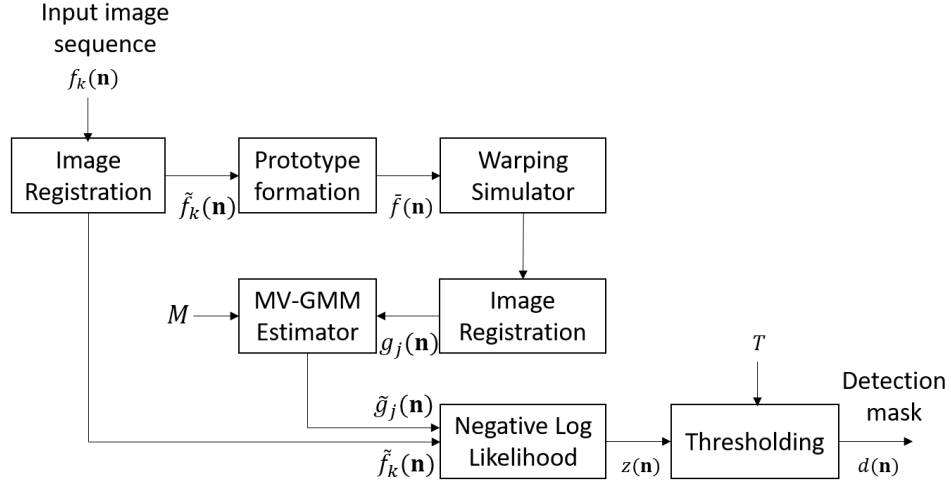 Input image
sequence
f_k(𝐧)
Image
Registration
f̃_k(𝐧)
Prototype
formation
f̄(𝐧)
Warping
Simulator
M
MV-GMM
Estimator
g_j(𝐧)
Image
Registration
T
Detection
mask
g̃_j(𝐧)
f̃_k(𝐧)
Negative Log
Likelihood
z(𝐧)
Thresholding
d(𝐧)